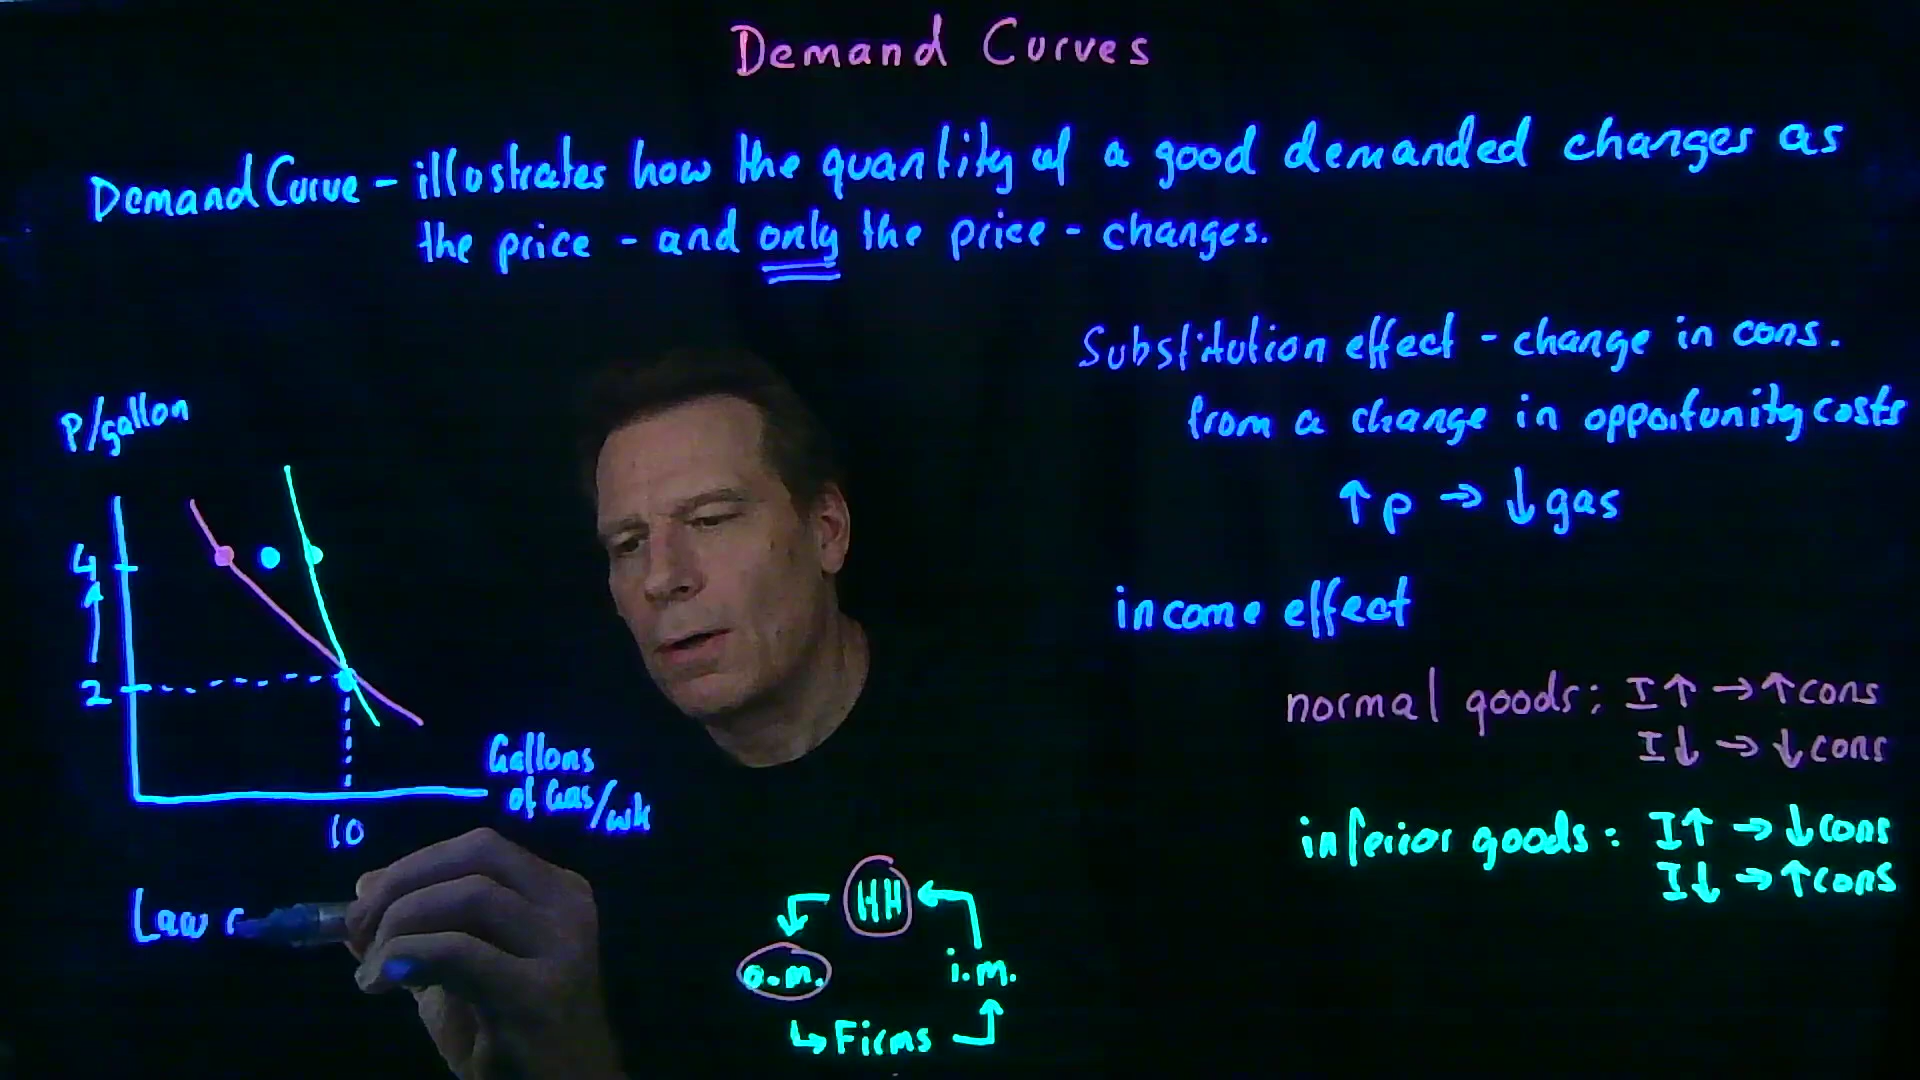 Demand Curves
Demand Curve - illustrates how the quantity of a good demanded changes as
the price - and only the price - changes.
Substitution effect - change in cons.
from a change in opportunity costs
↑ p → ↓ gas
income effect
normal goods: I↑ → ↑ cons
I↓ → ↓ cons
inferior goods: I↑ → ↓ cons
I↓ → ↑ cons
P/gallon
4
2
10
Gallons
of Gas/wk
Law
HH
o.m.
i.m.
Firms